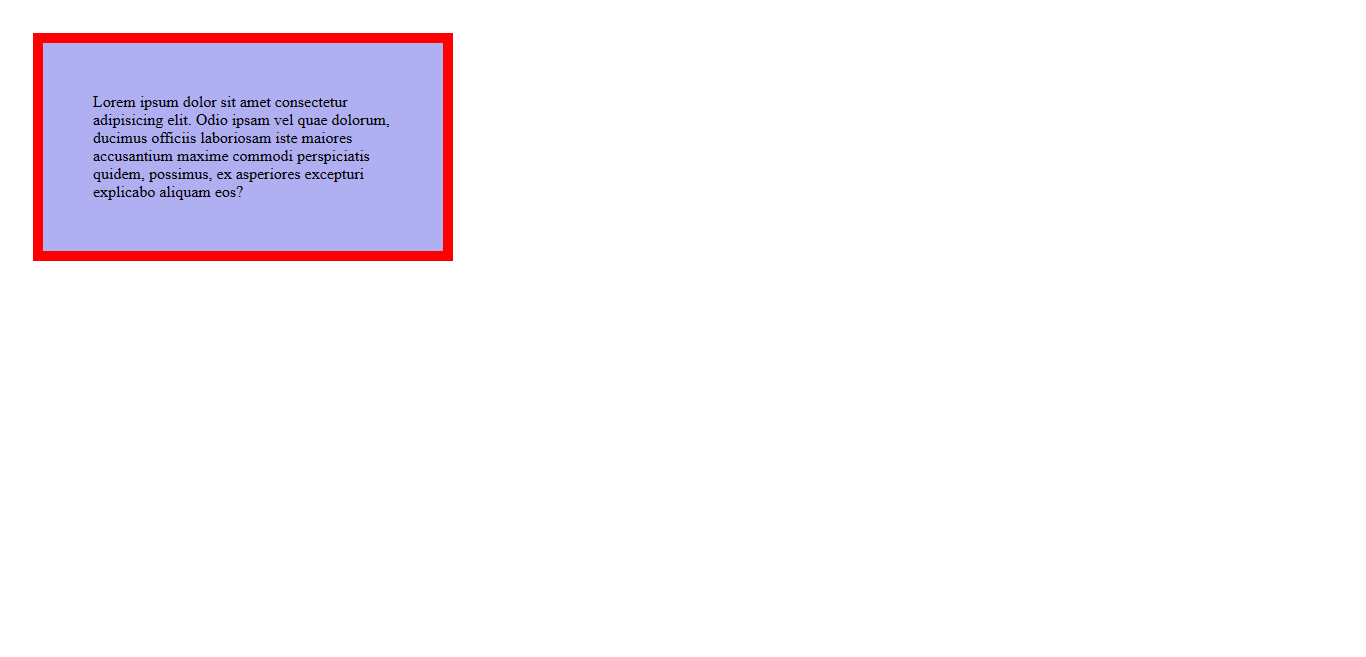 Lorem ipsum dolor sit amet consectetur
adipisicing elit. Odio ipsam vel quae dolorum,
ducimus officiis laboriosam iste maiores
accusantium maxime commodi perspiciatis
quidem, possimus, ex asperiores excepturi
explicabo aliquam eos?